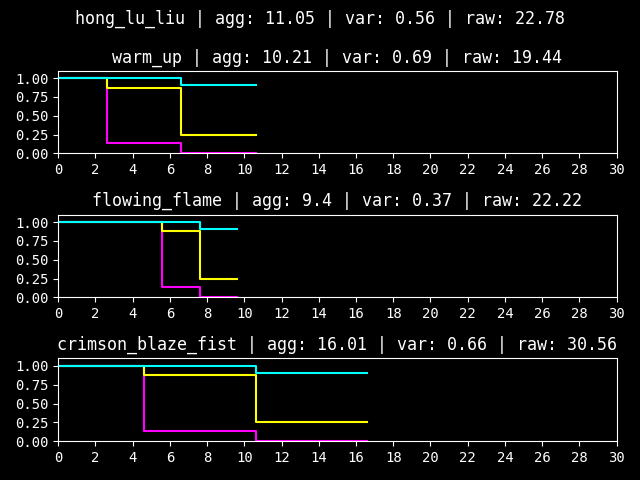 hong_lu_liu | agg: 11.05 | var: 0.56 | raw: 22.78
warm_up | agg: 10.21 | var: 0.69 | raw: 19.44
1.00
0.75
0.50
0.25
0.00
0 2 4 6 8 10 12 14 16 18 20 22 24 26 28 30
flowing_flame | agg: 9.4 | var: 0.37 | raw: 22.22
1.00
0.75
0.50
0.25
0.00
0 2 4 6 8 10 12 14 16 18 20 22 24 26 28 30
crimson_blaze_fist | agg: 16.01 | var: 0.66 | raw: 30.56
1.00
0.75
0.50
0.25
0.00
0 2 4 6 8 10 12 14 16 18 20 22 24 26 28 30